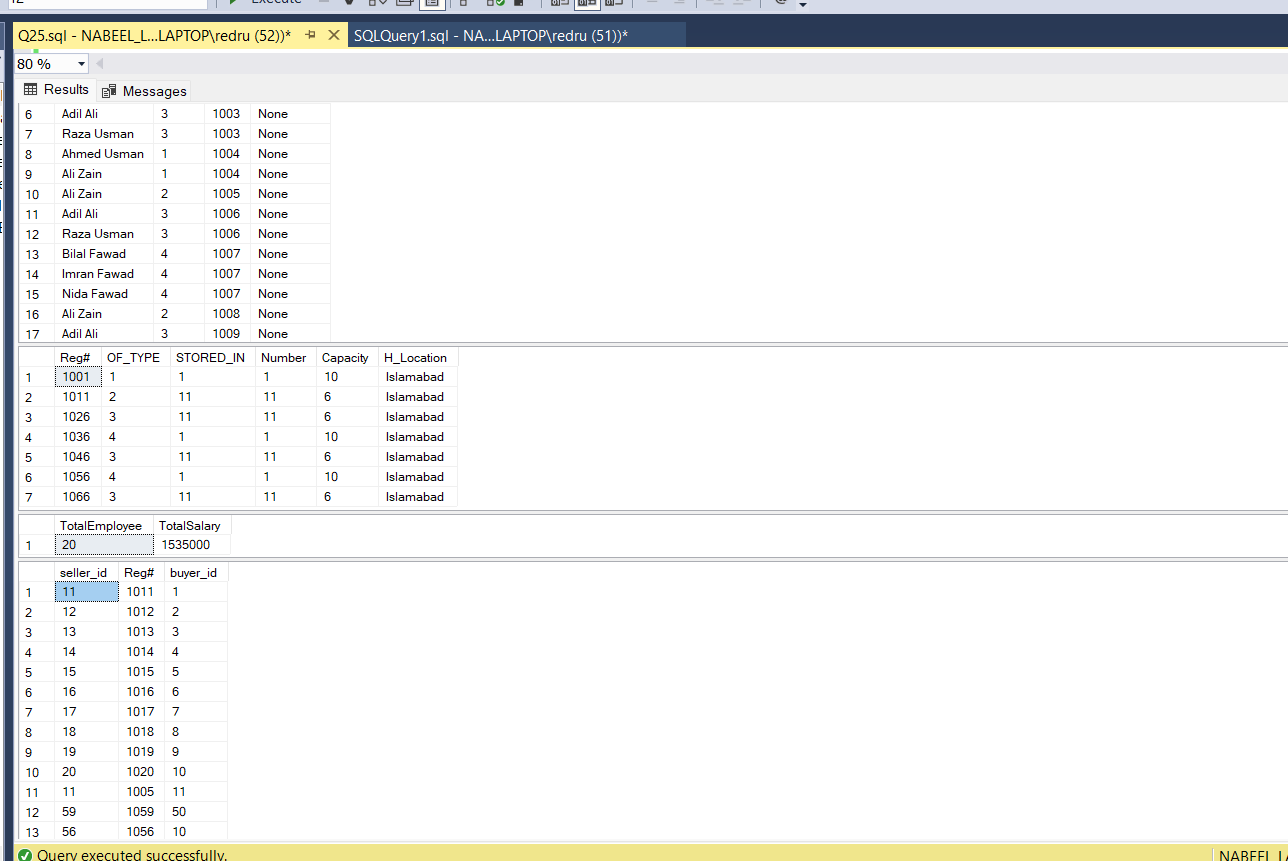 Execute
Q25.sql - NABEEL_L...LAPTOP\redru (52))* SQLQuery1.sql - NA...LAPTOP\redru (51))*
80 %
Results Messages
6 Adil Ali 3 1003 None
7 Raza Usman 3 1003 None
8 Ahmed Usman 1 1004 None
9 Ali Zain 1 1004 None
10 Ali Zain 2 1005 None
11 Adil Ali 3 1006 None
12 Raza Usman 3 1006 None
13 Bilal Fawad 4 1007 None
14 Imran Fawad 4 1007 None
15 Nida Fawad 4 1007 None
16 Ali Zain 2 1008 None
17 Adil Ali 3 1009 None
Reg# OF_TYPE STORED_IN Number Capacity H_Location
1 1001 1 1 1 10 Islamabad
2 1011 2 11 11 6 Islamabad
3 1026 3 11 11 6 Islamabad
4 1036 4 1 1 10 Islamabad
5 1046 3 11 11 6 Islamabad
6 1056 4 1 1 10 Islamabad
7 1066 3 11 11 6 Islamabad
TotalEmployee TotalSalary
1 20 1535000
seller_id Reg# buyer_id
1 11 1011 1
2 12 1012 2
3 13 1013 3
4 14 1014 4
5 15 1015 5
6 16 1016 6
7 17 1017 7
8 18 1018 8
9 19 1019 9
10 20 1020 10
11 11 1005 11
12 59 1059 50
13 56 1056 10
Query executed successfully. NABEEL_LA